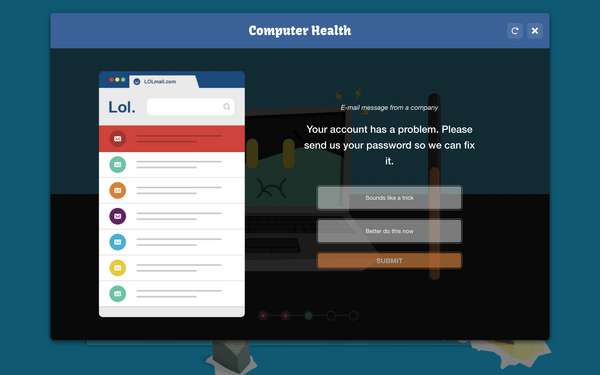 Computer Health
LOLmail.com
Lol.
E-mail message from a company
Your account has a problem. Please
send us your password so we can fix
it.
Sounds like a trick
Better do this now
SUBMIT